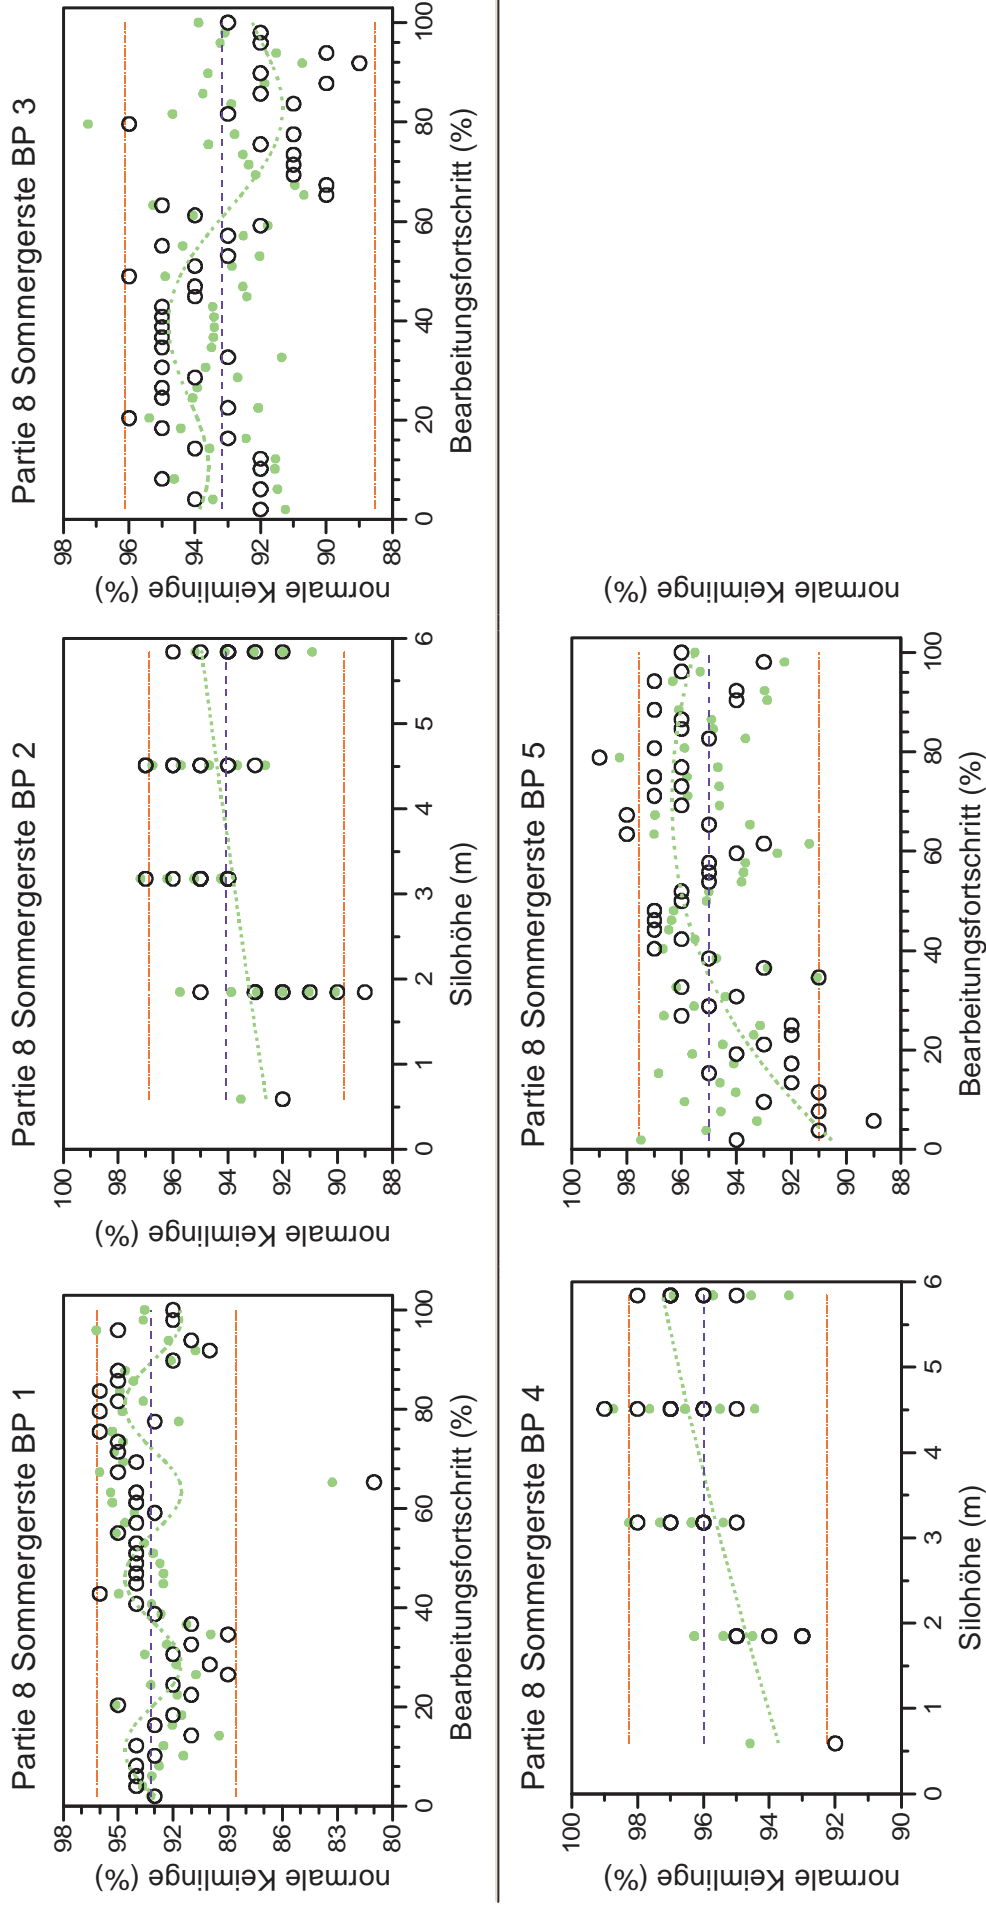 Partie 8 Sommergerste BP 1
normale Keimlinge (%)
98
95
92
89
86
83
80
0 20 40 60 80 100
Bearbeitungsfortschritt (%)
Partie 8 Sommergerste BP 2
normale Keimlinge (%)
100
98
96
94
92
90
88
0 1 2 3 4 5 6
Silohöhe (m)
Partie 8 Sommergerste BP 3
normale Keimlinge (%)
98
96
94
92
90
88
0 20 40 60 80 100
Bearbeitungsfortschritt (%)
Partie 8 Sommergerste BP 4
normale Keimlinge (%)
100
98
96
94
92
90
0 1 2 3 4 5 6
Silohöhe (m)
Partie 8 Sommergerste BP 5
normale Keimlinge (%)
100
98
96
94
92
90
88
0 20 40 60 80 100
Bearbeitungsfortschritt (%)
normale Keimlinge (%)